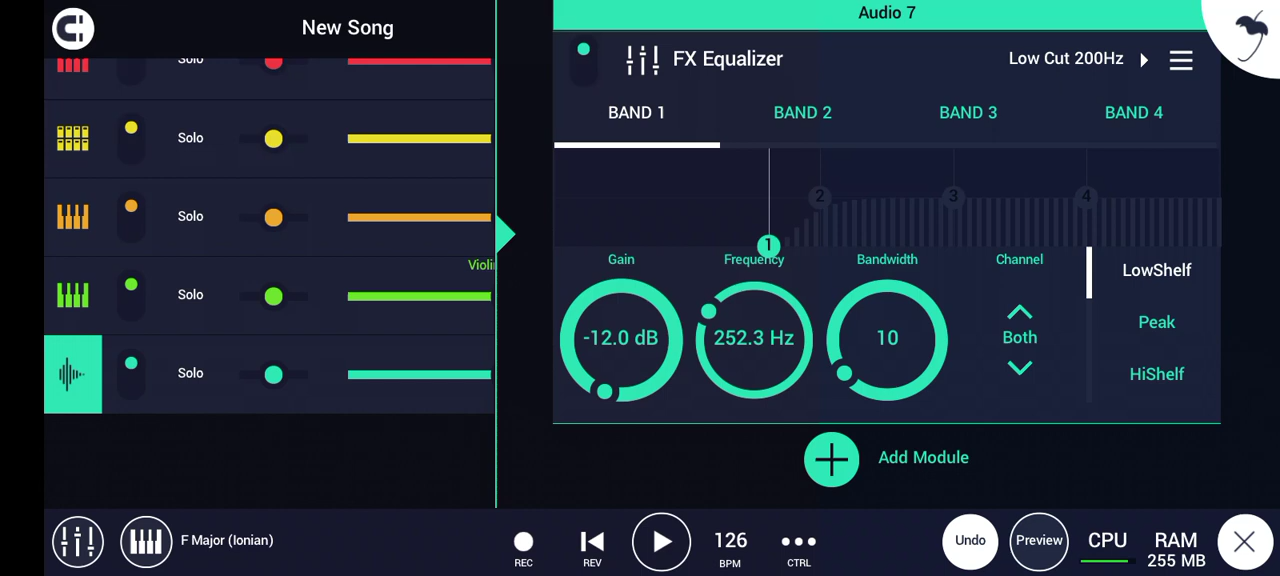 New Song
Solo
Solo
Solo
Violi
Solo
Solo
Audio 7
FX Equalizer
Low Cut 200Hz
BAND 1
BAND 2
BAND 3
BAND 4
1
2
3
4
Gain
Frequency
Bandwidth
Channel
-12.0 dB
252.3 Hz
10
Both
LowShelf
Peak
HiShelf
Add Module
F Major (Ionian)
REC
REV
126
BPM
CTRL
Undo
Preview
CPU
RAM
255 MB